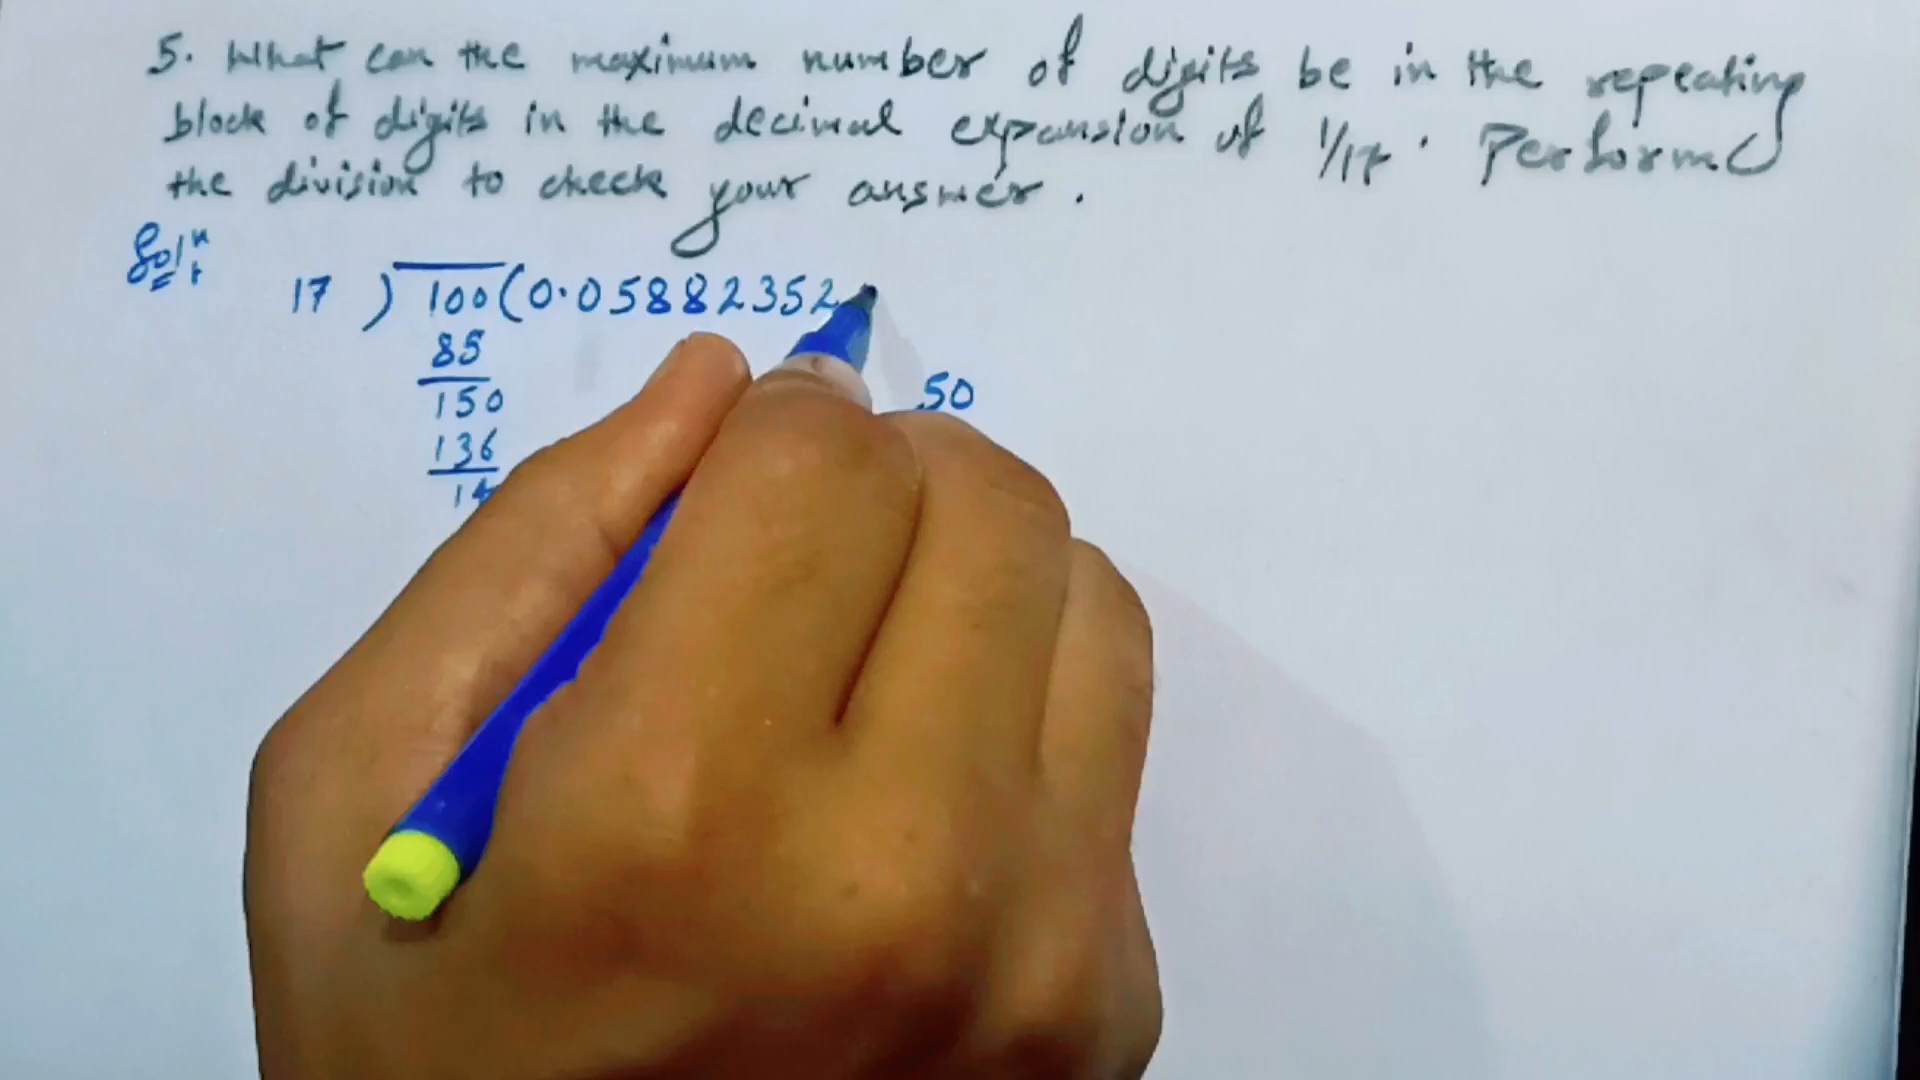 5. What can the maximum number of digits be in the repeating
block of digits in the decimal expansion of 1/17. Perform
the division to check your answer.
Solⁿ
17 ) 100 ( 0.05882352
85
50
150
136
14